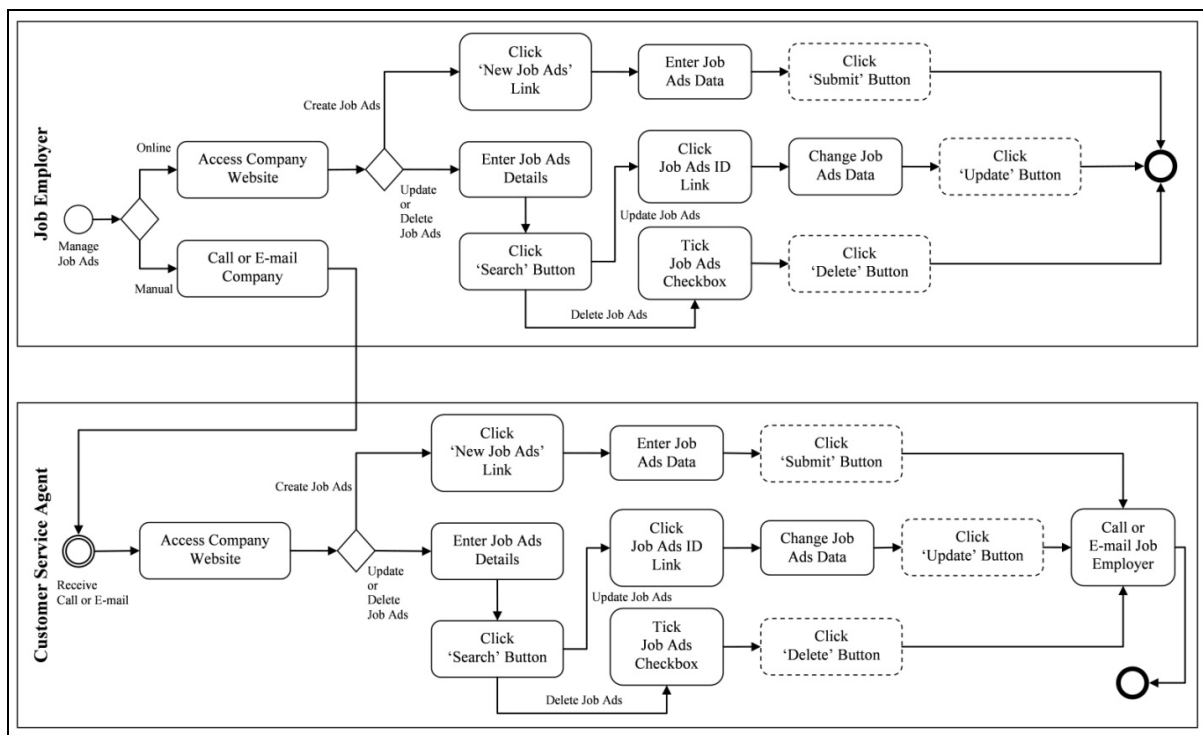 Job Employer
Click
‘New Job Ads’
Link
Enter Job
Ads Data
Click
‘Submit’ Button
Create Job Ads
Online
Access Company
Website
Enter Job Ads
Details
Click
Job Ads ID
Link
Change Job
Ads Data
Click
‘Update’ Button
Update
or
Delete
Job Ads
Manage
Job Ads
Update Job Ads
Call or E-mail
Company
Manual
Click
‘Search’ Button
Tick
Job Ads
Checkbox
Click
‘Delete’ Button
Delete Job Ads
Customer Service Agent
Click
‘New Job Ads’
Link
Enter Job
Ads Data
Click
‘Submit’ Button
Create Job Ads
Receive
Call or E-mail
Access Company
Website
Enter Job Ads
Details
Click
Job Ads ID
Link
Change Job
Ads Data
Click
‘Update’ Button
Call or
E-mail Job
Employer
Update
or
Delete
Job Ads
Update Job Ads
Click
‘Search’ Button
Tick
Job Ads
Checkbox
Click
‘Delete’ Button
Delete Job Ads